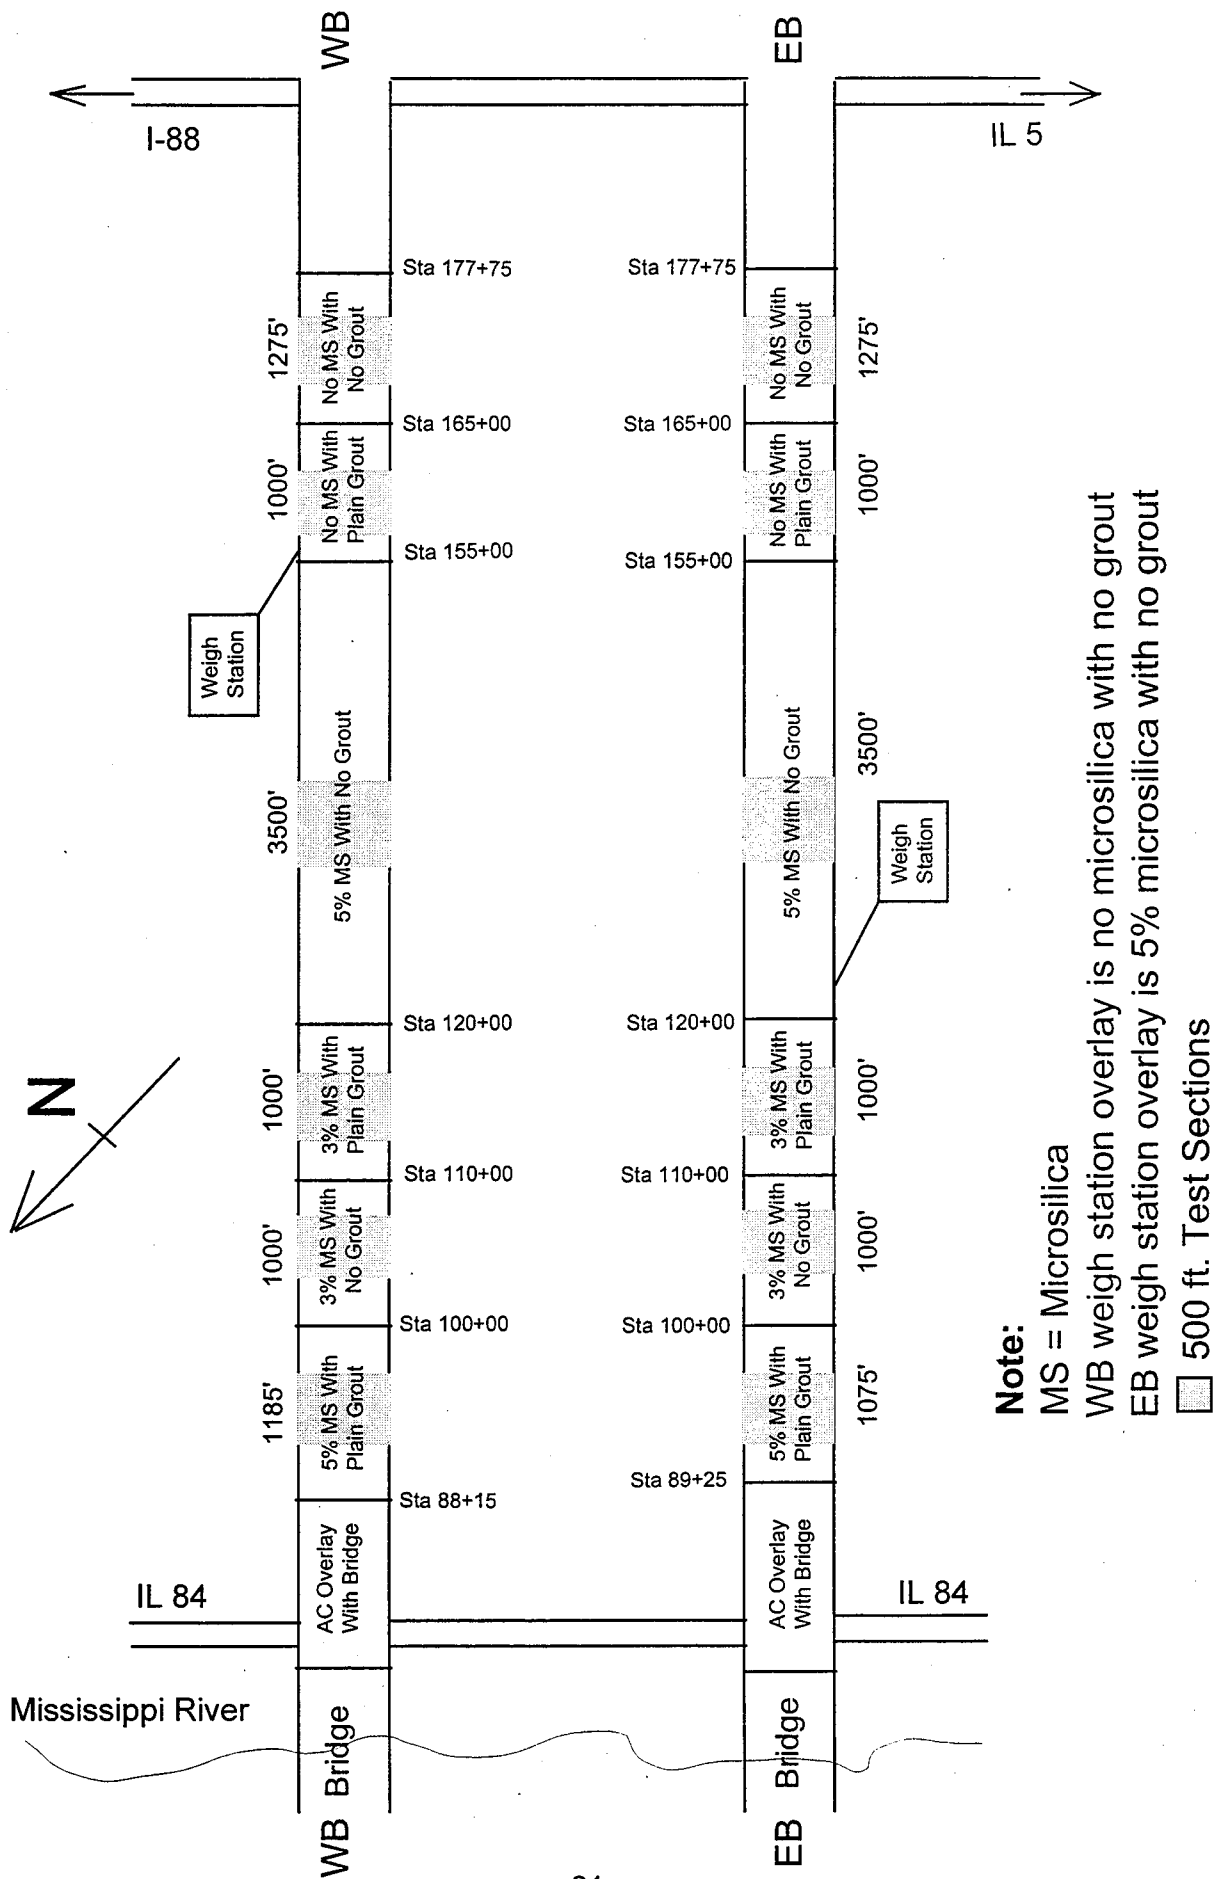 WB
EB
I-88
IL 5
Sta 177+75
Sta 177+75
1275'
No MS With
No Grout
No MS With
No Grout
1275'
Sta 165+00
Sta 165+00
1000'
No MS With
Plain Grout
No MS With
Plain Grout
1000'
Sta 155+00
Sta 155+00
Weigh
Station
3500'
5% MS With No Grout
5% MS With No Grout
3500'
Weigh
Station
Sta 120+00
Sta 120+00
N
1000'
3% MS With
Plain Grout
3% MS With
Plain Grout
1000'
Sta 110+00
Sta 110+00
1000'
3% MS With
No Grout
3% MS With
No Grout
1000'
Sta 100+00
Sta 100+00
1185'
5% MS With
Plain Grout
5% MS With
Plain Grout
1075'
Sta 88+15
Sta 89+25
AC Overlay
With Bridge
AC Overlay
With Bridge
IL 84
IL 84
Mississippi River
Bridge
Bridge
WB
EB
Note:
MS = Microsilica
WB weigh station overlay is no microsilica with no grout
EB weigh station overlay is 5% microsilica with no grout
500 ft. Test Sections